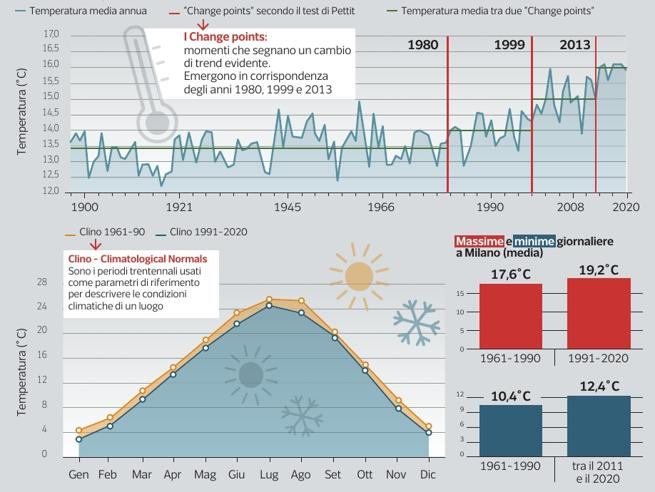 Temperatura media annua
"Change points" secondo il test di Pettit
Temperatura media tra due "Change points"
I Change points:
momenti che segnano un cambio
di trend evidente.
Emergono in corrispondenza
degli anni 1980, 1999 e 2013
1980
1999
2013
Temperatura (°C)
17.0
16.5
16,0
15,5
15,0
14,5
14,0
13,5
13.0
12.5
12.0
1900
1921
1945
1966
1990
2008
2020
Clino 1961-90
Clino 1991-2020
Clino - Climatological Normals
Sono i periodi trentennali usati
come parametri di riferimento
per descrivere le condizioni
climatiche di un luogo
Temperatura (°C)
28
24
20
16
12
8
4
0
Gen
Feb
Mar
Apr
Mag
Giu
Lug
Ago
Set
Ott
Nov
Dic
Massime e minime giornaliere
a Milano (media)
17,6°C
19,2°C
15
10
5
0
1961-1990
1991-2020
10,4°C
12,4°C
12
9
6
3
0
1961-1990
tra il 2011
e il 2020